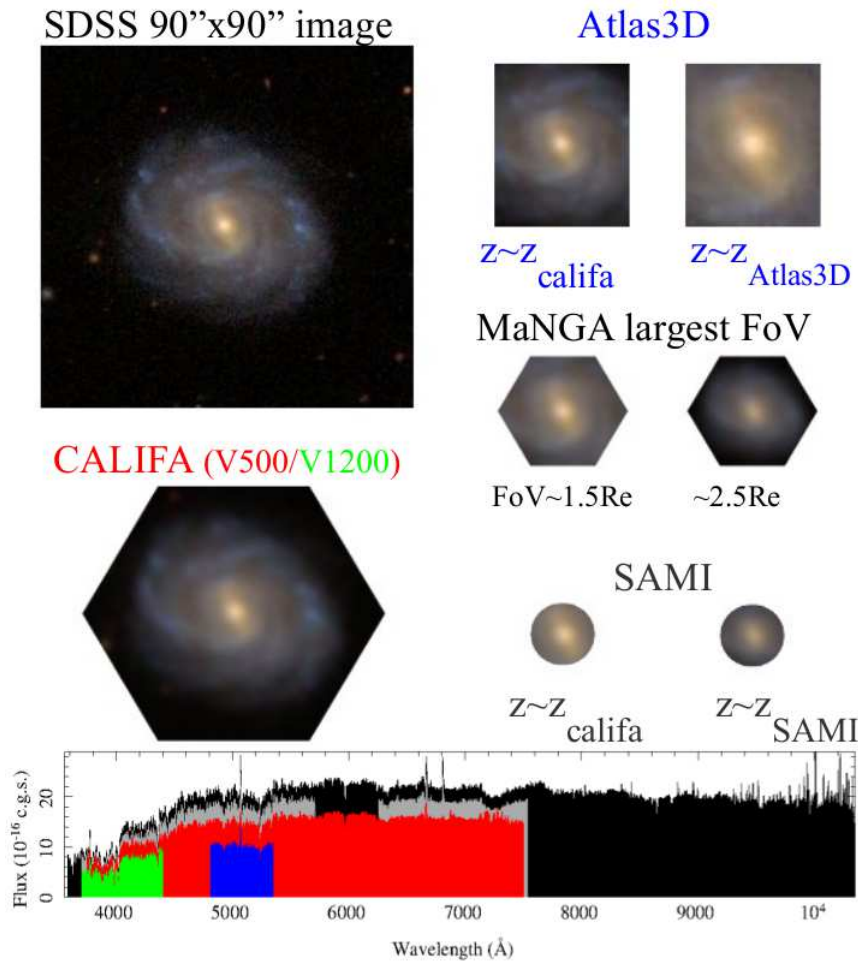 SDSS 90”x90” image
Atlas3D
z~z califa
z~z Atlas3D
MaNGA largest FoV
FoV~1.5Re
~2.5Re
CALIFA (V500/V1200)
SAMI
z~z califa
z~z SAMI
Flux (10⁻¹⁶ c.g.s.)
20
10
0
4000 5000 6000 7000 8000 9000 10⁴
Wavelength (Å)